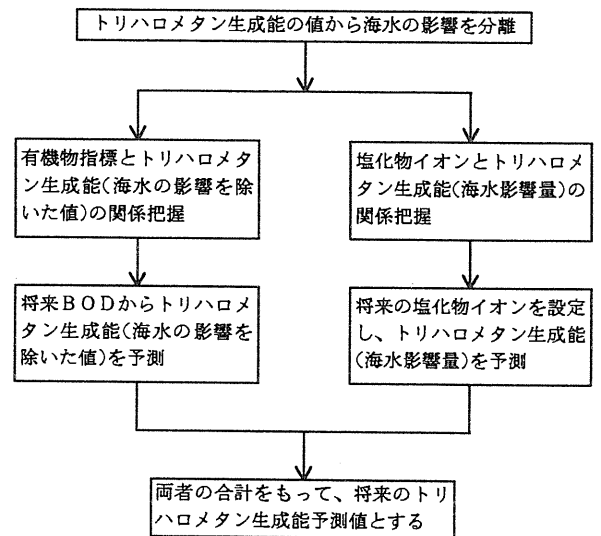 トリハロメタン生成能の値から海水の影響を分離
有機物指標とトリハロメタ
ン生成能(海水の影響を除
いた値)の関係把握
塩化物イオンとトリハロ
メタン生成能(海水影響量)の
関係把握
将来BODからトリハロメ
タン生成能(海水の影響を
除いた値)を予測
将来の塩化物イオンを設定
し、トリハロメタン生成能
(海水影響量)を予測
両者の合計をもって、将来のトリ
ハロメタン生成能予測値とする